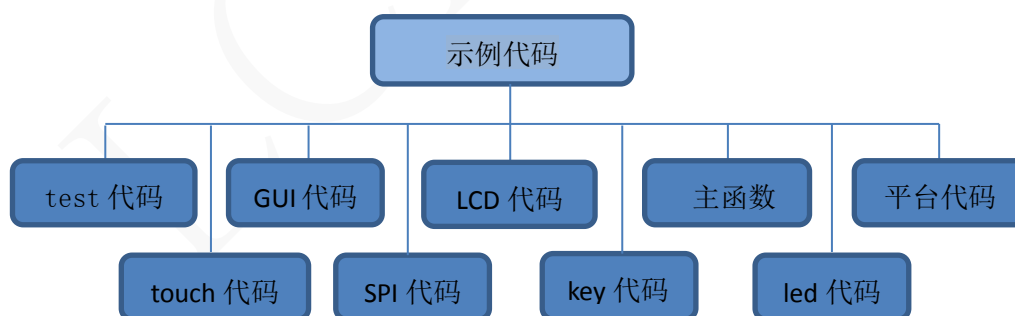 示例代码
test 代码
GUI 代码
LCD 代码
主函数
平台代码
touch 代码
SPI 代码
key 代码
led 代码